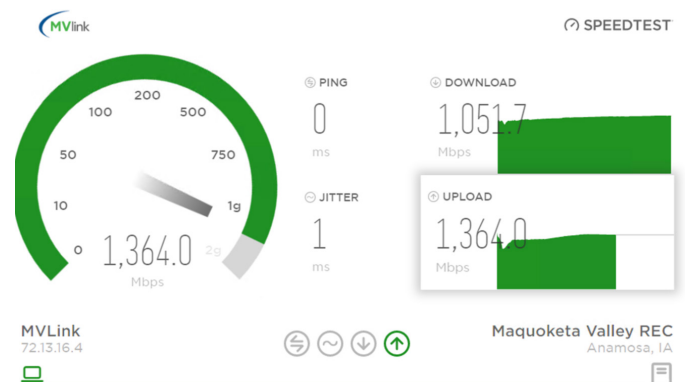 MVlink
SPEEDTEST
PING
0
ms
DOWNLOAD
1,051.7
Mbps
JITTER
1
ms
UPLOAD
1,364.0
Mbps
0
10
50
100
200
500
750
1g
2g
1,364.0
Mbps
MVLink
72.13.16.4
Maquoketa Valley REC
Anamosa, IA